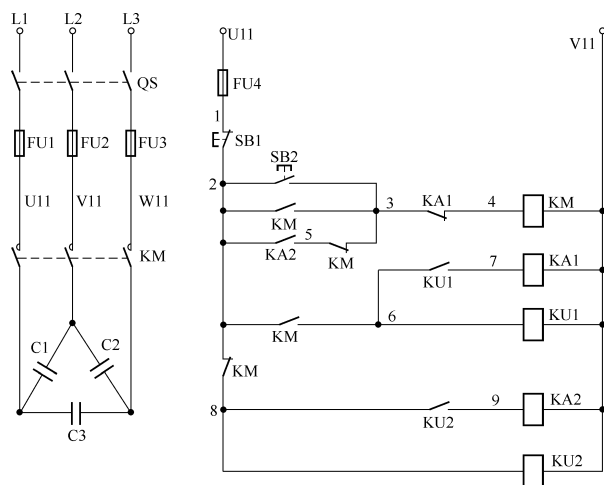 L1 L2 L3
U11
V11
QS
FU4
1
FU1 FU2 FU3
SB1
SB2
2
U11 V11 W11
3 KA1 4 KM
KM
5
KA2 KM
KM
7 KA1
KU1
6 KU1
KM
C1 C2
KM
C3
8
9 KA2
KU2
KU2